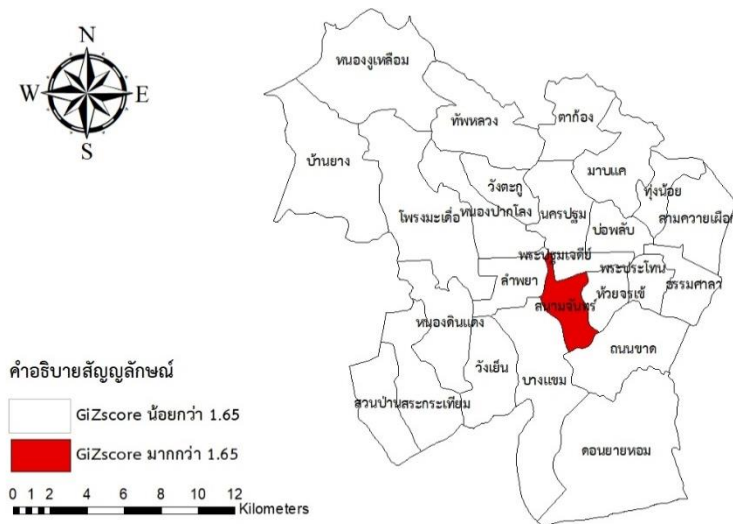 N
W E
S
หนองงูเหลือม
ทัพหลวง
ตาก้อง
บ้านยาง
วังตะกู
มาบแค
ทุ่งน้อย
โพรงมะเดื่อ
หนองปากโลง
นครปฐม
บ่อพลับ
สามควายเผือก
พระปฐมเจดีย์
ลำพยา
พระประโทน
ธรรมศาลา
สนามจันทร์
ห้วยจรเข้
หนองดินแดง
ถนนขาด
วังเย็น
บางแขม
สวนป่าน
สระกระเทียม
ดอนยายหอม
คำอธิบายสัญญลักษณ์
GiZscore น้อยกว่า 1.65
GiZscore มากกว่า 1.65
0 1 2 4 6 8 10 12
Kilometers